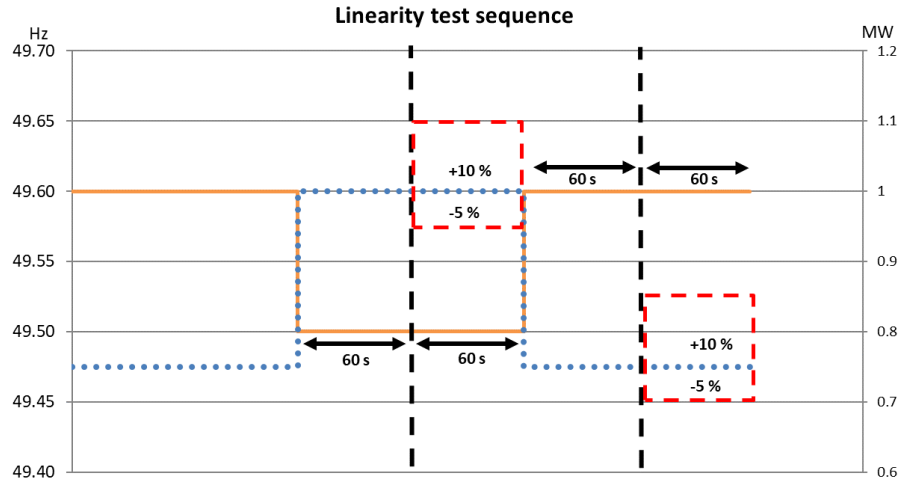 Linearity test sequence
Hz
MW
49.70
1.2
49.65
1.1
+10 %
60 s
60 s
49.60
1
-5 %
49.55
0.9
49.50
0.8
60 s
60 s
+10 %
-5 %
49.45
0.7
49.40
0.6